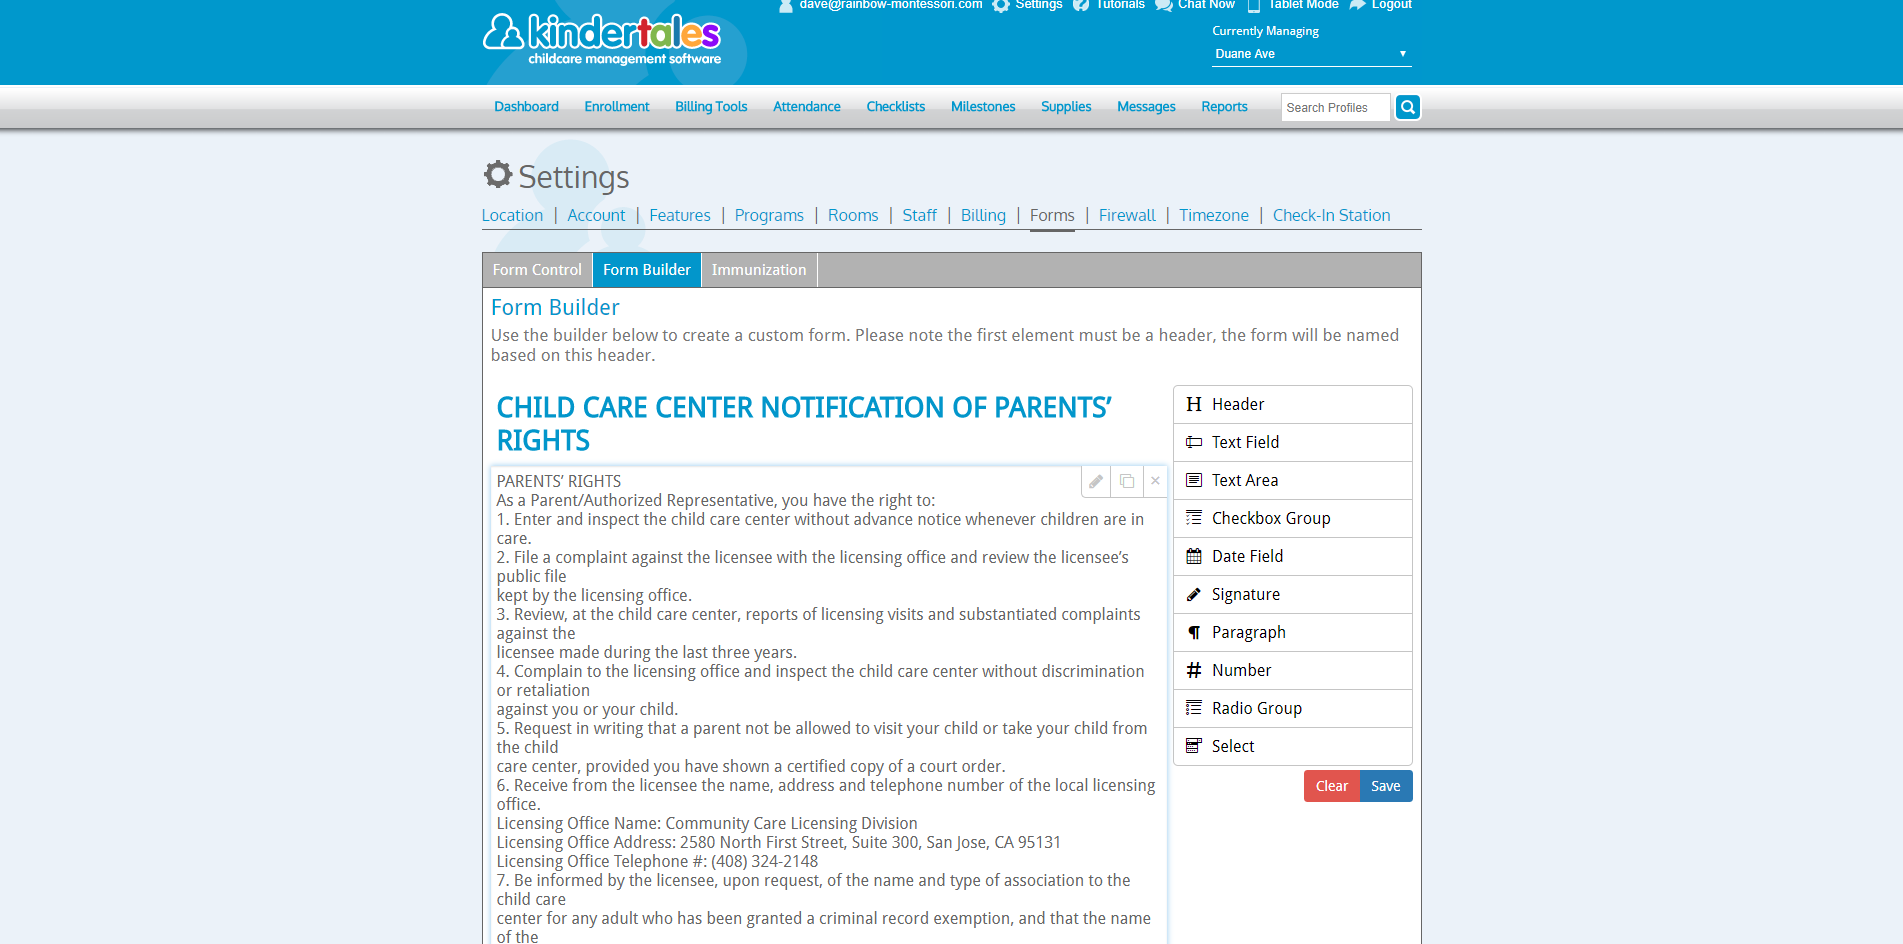 dave@rainbow-montessori.com Settings Tutorials Chat Now Tablet Mode Logout
kindertales
childcare management software
Currently Managing
Duane Ave
Dashboard Enrollment Billing Tools Attendance Checklists Milestones Supplies Messages Reports Search Profiles
Settings
Location | Account | Features | Programs | Rooms | Staff | Billing | Forms | Firewall | Timezone | Check-In Station
Form Control Form Builder Immunization
Form Builder
Use the builder below to create a custom form. Please note the first element must be a header, the form will be named
based on this header.
CHILD CARE CENTER NOTIFICATION OF PARENTS’
RIGHTS
PARENTS’ RIGHTS
As a Parent/Authorized Representative, you have the right to:
1. Enter and inspect the child care center without advance notice whenever children are in
care.
2. File a complaint against the licensee with the licensing office and review the licensee’s
public file
kept by the licensing office.
3. Review, at the child care center, reports of licensing visits and substantiated complaints
against the
licensee made during the last three years.
4. Complain to the licensing office and inspect the child care center without discrimination
or retaliation
against you or your child.
5. Request in writing that a parent not be allowed to visit your child or take your child from
the child
care center, provided you have shown a certified copy of a court order.
6. Receive from the licensee the name, address and telephone number of the local licensing
office.
Licensing Office Name: Community Care Licensing Division
Licensing Office Address: 2580 North First Street, Suite 300, San Jose, CA 95131
Licensing Office Telephone #: (408) 324-2148
7. Be informed by the licensee, upon request, of the name and type of association to the
child care
center for any adult who has been granted a criminal record exemption, and that the name
of the
Header
Text Field
Text Area
Checkbox Group
Date Field
Signature
Paragraph
Number
Radio Group
Select
Clear Save